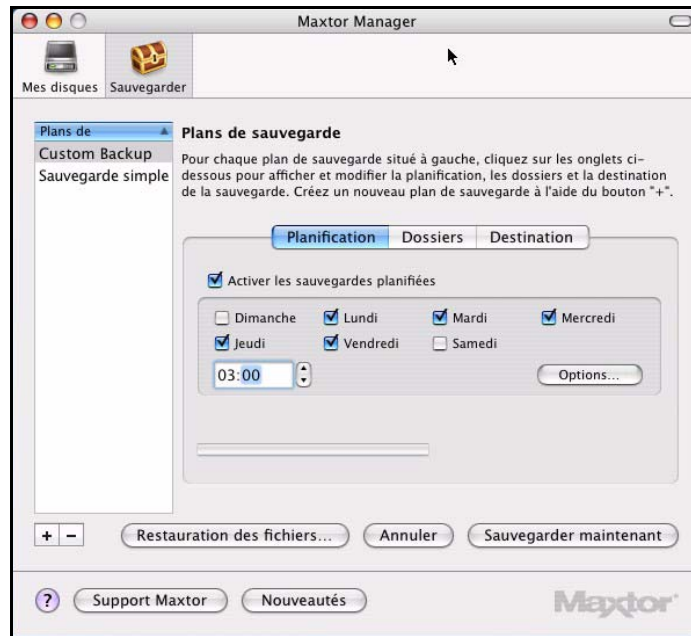 Maxtor Manager
Mes disques
Sauvegarder
Plans de
Custom Backup
Sauvegarde simple
Plans de sauvegarde
Pour chaque plan de sauvegarde situé à gauche, cliquez sur les onglets ci-
dessous pour afficher et modifier la planification, les dossiers et la destination
de la sauvegarde. Créez un nouveau plan de sauvegarde à l'aide du bouton "+".
Planification Dossiers Destination
Activer les sauvegardes planifiées
Dimanche Lundi Mardi Mercredi
Jeudi Vendredi Samedi
03:00 Options...
+ - Restauration des fichiers... Annuler Sauvegarder maintenant
? Support Maxtor Nouveautés Maxtor